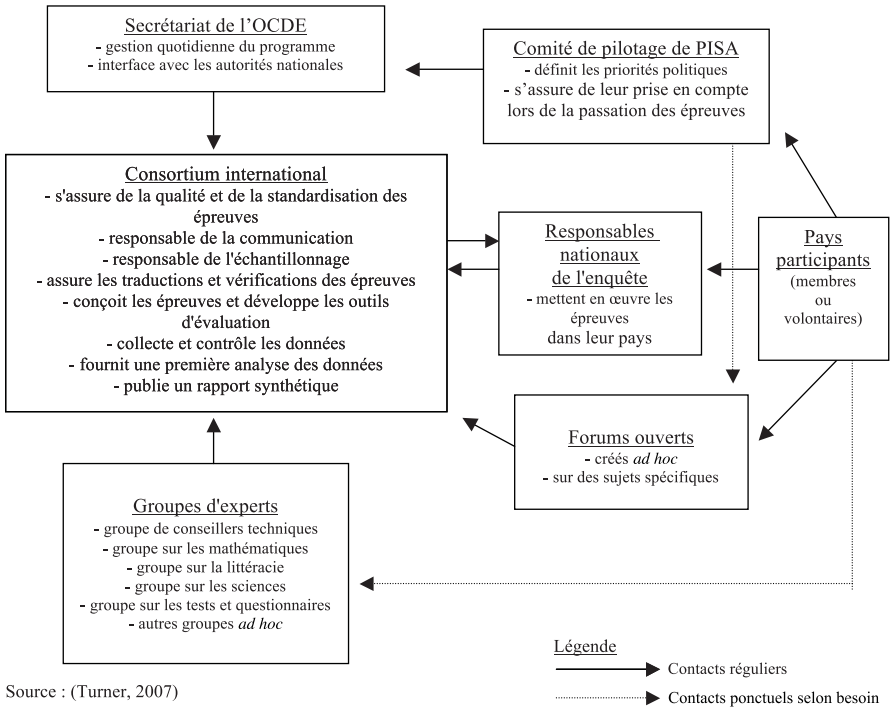 Secrétariat de l'OCDE
- gestion quotidienne du programme
- interface avec les autorités nationales
Comité de pilotage de PISA
- définit les priorités politiques
- s'assure de leur prise en compte
lors de la passation des épreuves
Consortium international
- s'assure de la qualité et de la standardisation des
épreuves
- responsable de la communication
- responsable de l'échantillonnage
- assure les traductions et vérifications des épreuves
- conçoit les épreuves et développe les outils
d'évaluation
- collecte et contrôle les données
- fournit une première analyse des données
- publie un rapport synthétique
Responsables
nationaux
de l'enquête
- mettent en œuvre les
épreuves
dans leur pays
Pays
participants
(membres
ou
volontaires)
Forums ouverts
- créés ad hoc
- sur des sujets spécifiques
Groupes d'experts
- groupe de conseillers techniques
- groupe sur les mathématiques
- groupe sur la littéracie
- groupe sur les sciences
- groupe sur les tests et questionnaires
- autres groupes ad hoc
Légende
Contacts réguliers
Contacts ponctuels selon besoin
Source : (Turner, 2007)